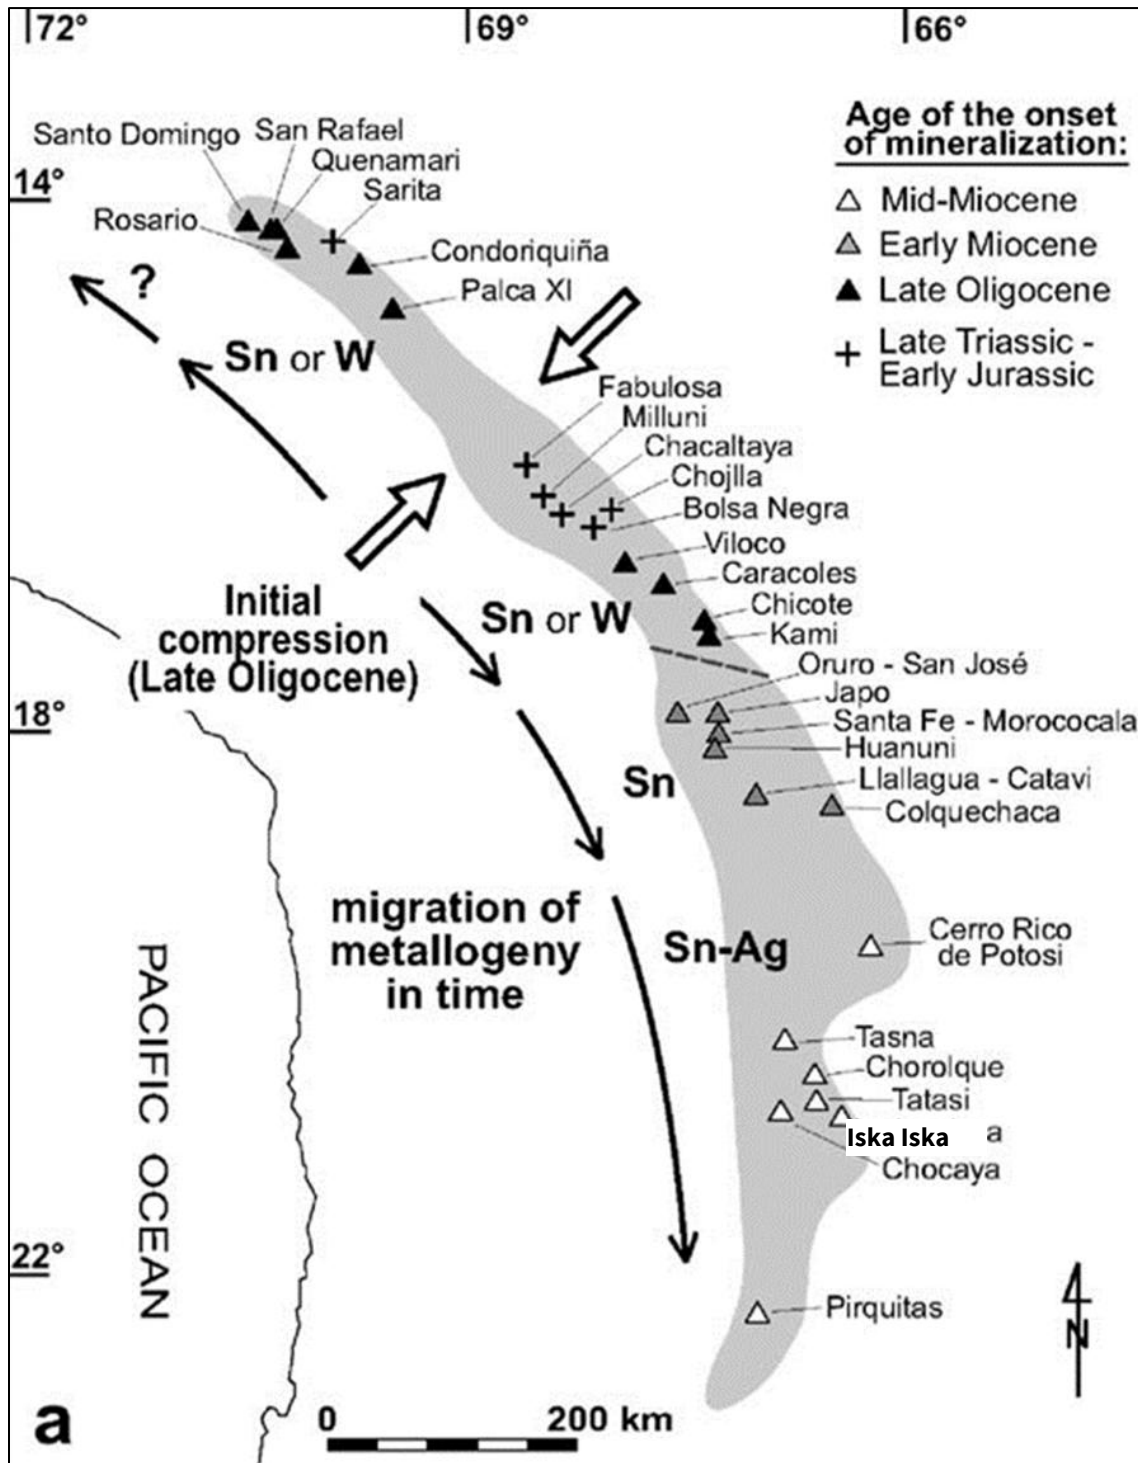 72°
69°
66°
Age of the onset
of mineralization:
Mid-Miocene
Early Miocene
Late Oligocene
Late Triassic -
Early Jurassic
Santo Domingo
San Rafael
Quenamari
Sarita
14°
Rosario
Condoriquiña
Palca XI
?
Sn or W
Fabulosa
Milluni
Chacaltaya
Chojlla
Bolsa Negra
Viloco
Caracoles
Chicote
Kami
Initial
compression
(Late Oligocene)
Sn or W
Oruro - San José
Japo
Santa Fe - Morococala
Huanuni
Llallagua - Catavi
Colquechaca
18°
Sn
migration of
metallogeny
in time
Sn-Ag
Cerro Rico
de Potosi
Tasna
Chorolque
Tatasi
Iska Iska a
Chocaya
PACIFIC OCEAN
22°
Pirquitas
N
a
0 200 km